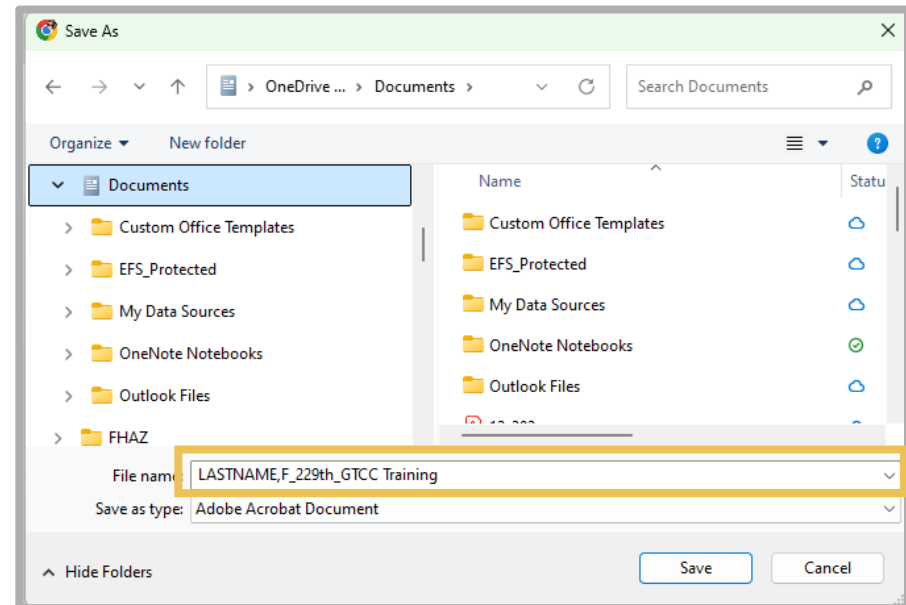 Save As
OneDrive ... > Documents >
Search Documents
Organize
New folder
Documents
Name
Statu
Custom Office Templates
Custom Office Templates
EFS_Protected
EFS_Protected
My Data Sources
My Data Sources
OneNote Notebooks
OneNote Notebooks
Outlook Files
Outlook Files
FHAZ
File name: LASTNAME,F_229th_GTCC Training
Save as type: Adobe Acrobat Document
Hide Folders
Save
Cancel